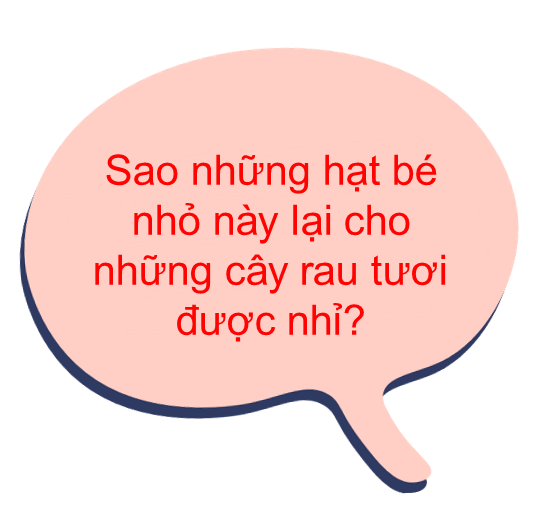 Sao những hạt bé
nhỏ này lại cho
những cây rau tươi
được nhỉ?